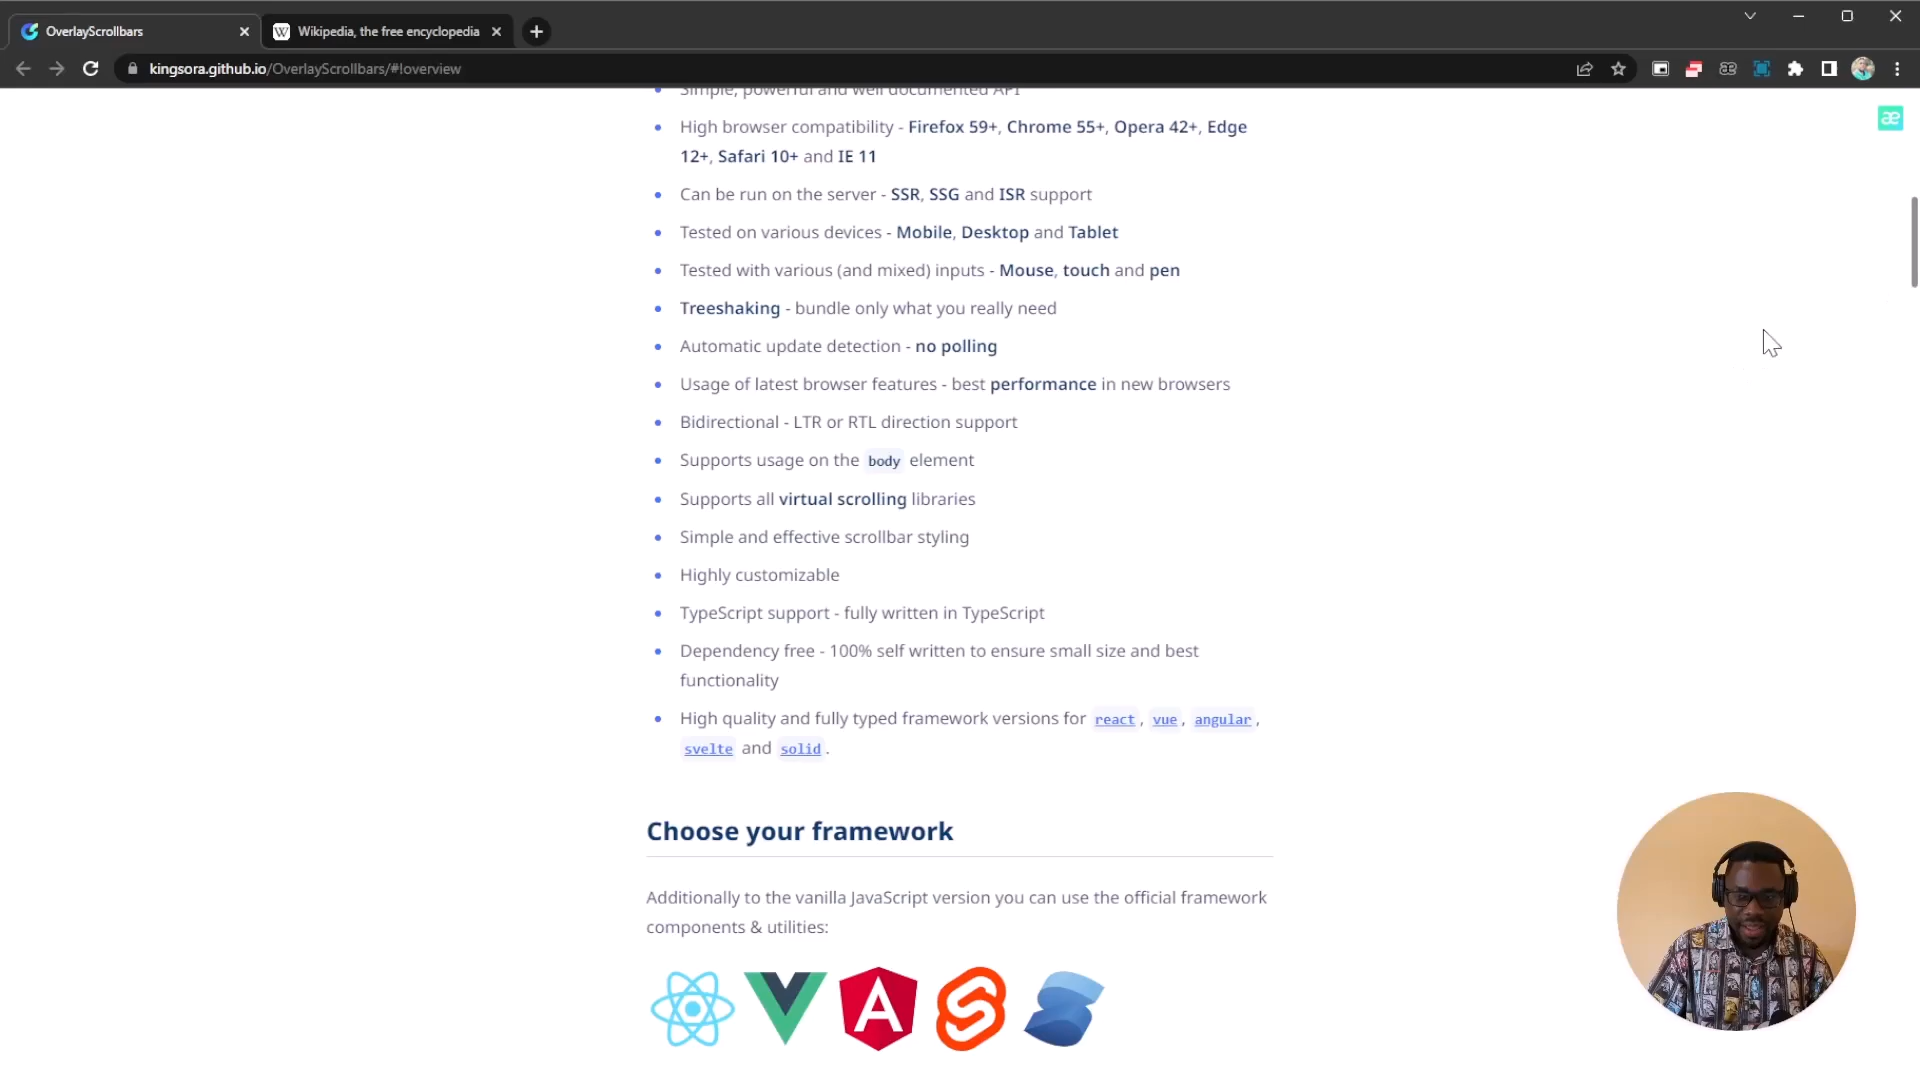 OverlayScrollbars
Wikipedia, the free encyclopedia
kingsora.github.io/OverlayScrollbars/#!overview
æ
æ
Simple, powerful and well documented API
High browser compatibility - Firefox 59+, Chrome 55+, Opera 42+, Edge
12+, Safari 10+ and IE 11
Can be run on the server - SSR, SSG and ISR support
Tested on various devices - Mobile, Desktop and Tablet
Tested with various (and mixed) inputs - Mouse, touch and pen
Treeshaking - bundle only what you really need
Automatic update detection - no polling
Usage of latest browser features - best performance in new browsers
Bidirectional - LTR or RTL direction support
Supports usage on the body element
Supports all virtual scrolling libraries
Simple and effective scrollbar styling
Highly customizable
TypeScript support - fully written in TypeScript
Dependency free - 100% self written to ensure small size and best
functionality
High quality and fully typed framework versions for react, vue, angular,
svelte and solid.
Choose your framework
Additionally to the vanilla JavaScript version you can use the official framework
components & utilities: